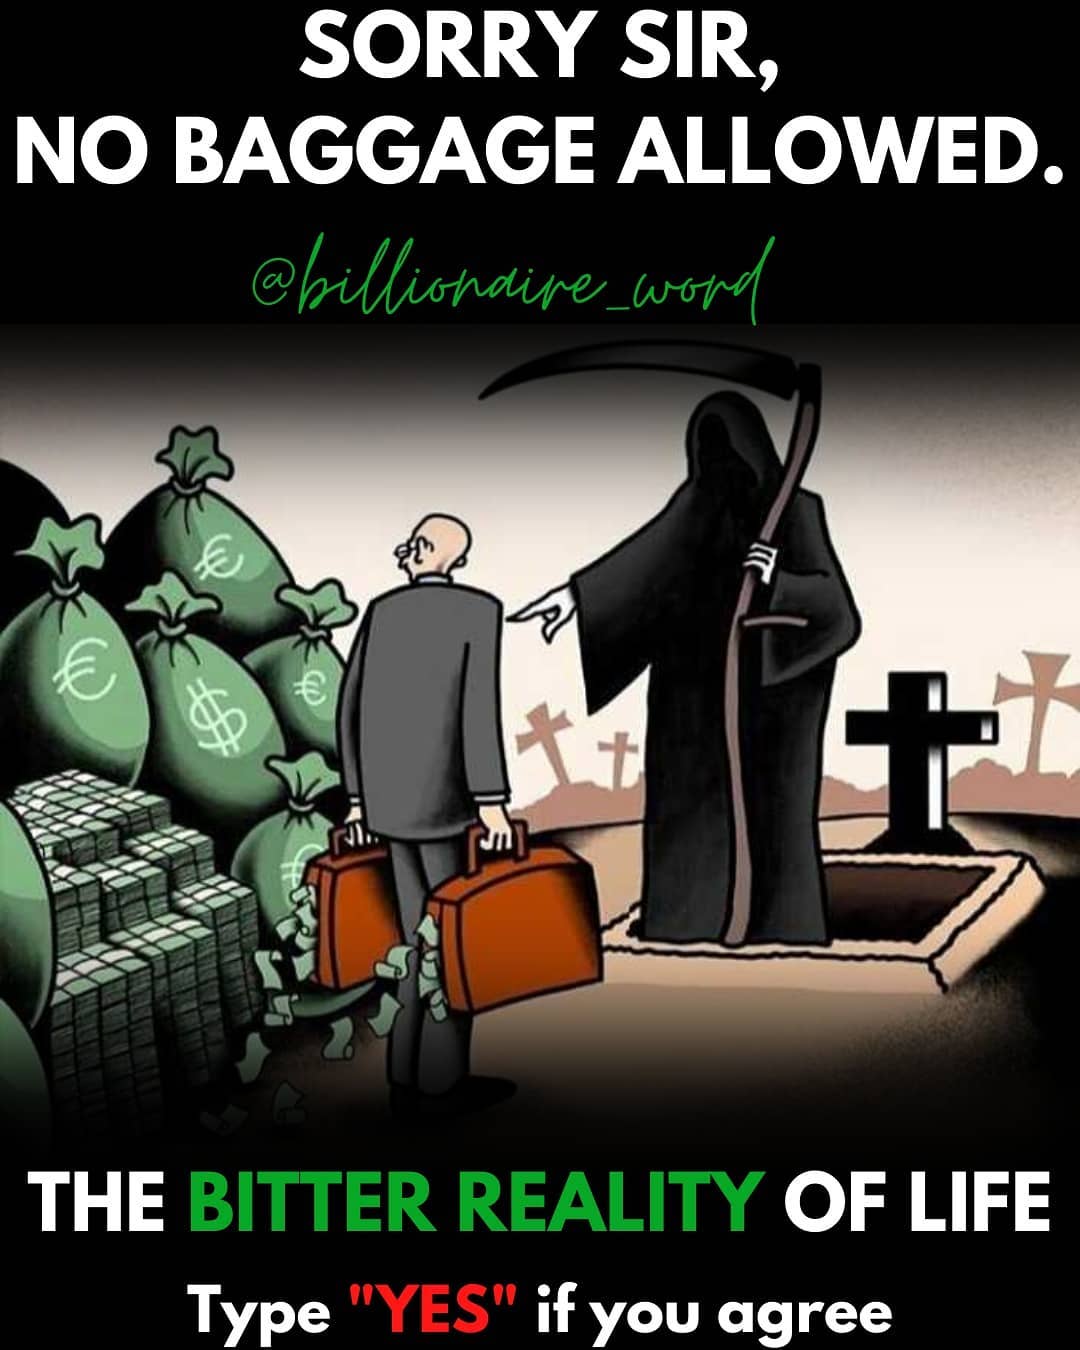 SORRY SIR,
NO BAGGAGE ALLOWED.
@billionaire_word
€
€
$
€
€
THE BITTER REALITY OF LIFE
Type "YES" if you agree